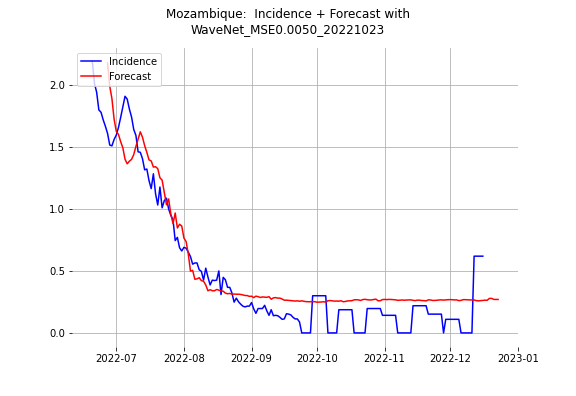 Mozambique:  Incidence + Forecast with
WaveNet_MSE0.0050_20221023
Incidence
Forecast
2.0
1.5
1.0
0.5
0.0
2022-07 2022-08 2022-09 2022-10 2022-11 2022-12 2023-01